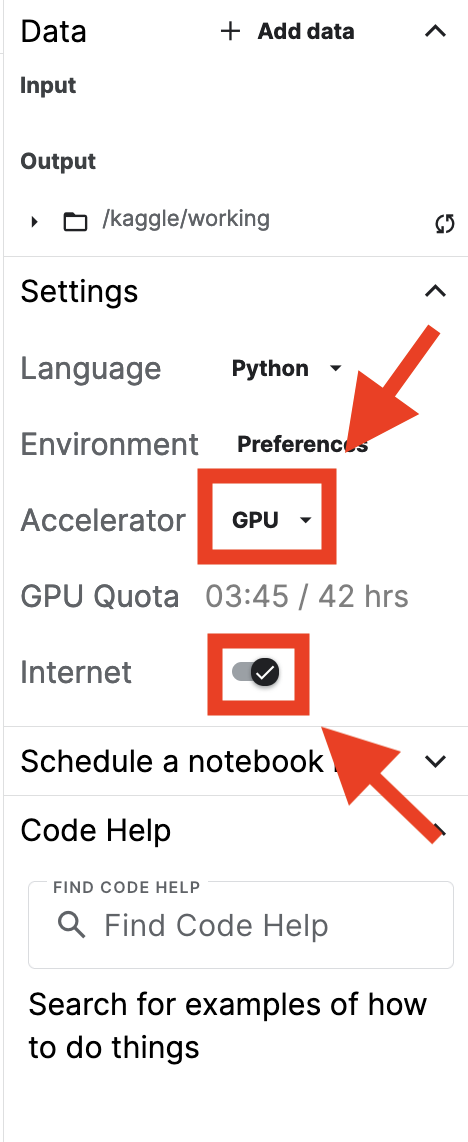 Data
+ Add data
Input
Output
/kaggle/working
Settings
Language Python
Environment Preferences
Accelerator GPU
GPU Quota 03:45 / 42 hrs
Internet
Schedule a notebook
Code Help
FIND CODE HELP
Find Code Help
Search for examples of how
to do things